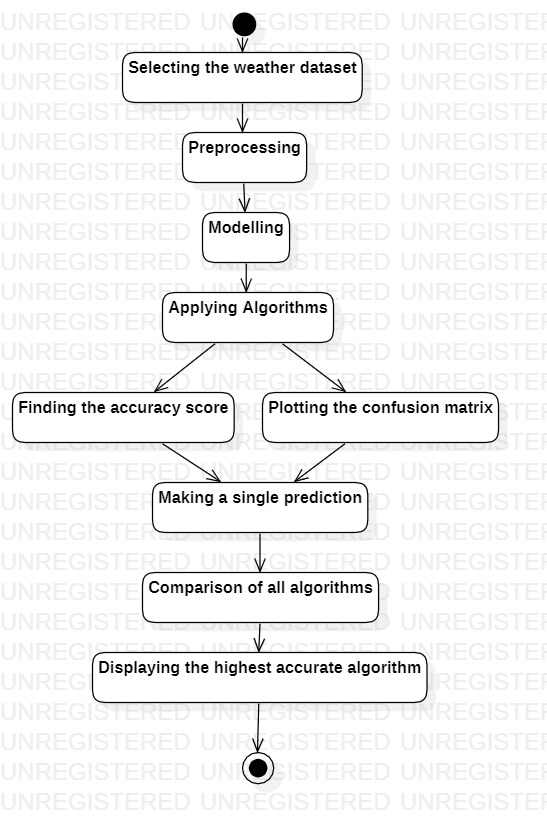 Selecting the weather dataset
Preprocessing
Modelling
Applying Algorithms
Finding the accuracy score
Plotting the confusion matrix
Making a single prediction
Comparison of all algorithms
Displaying the highest accurate algorithm
UNREGISTERED